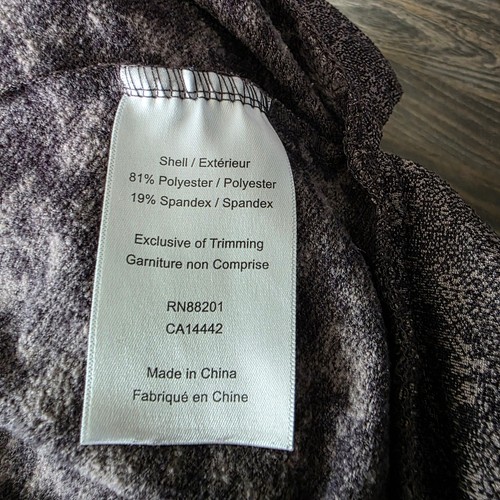 Shell / Extérieur
81% Polyester / Polyester
19% Spandex / Spandex
Exclusive of Trimming
Garniture non Comprise
RN88201
CA14442
Made in China
Fabriqué en Chine